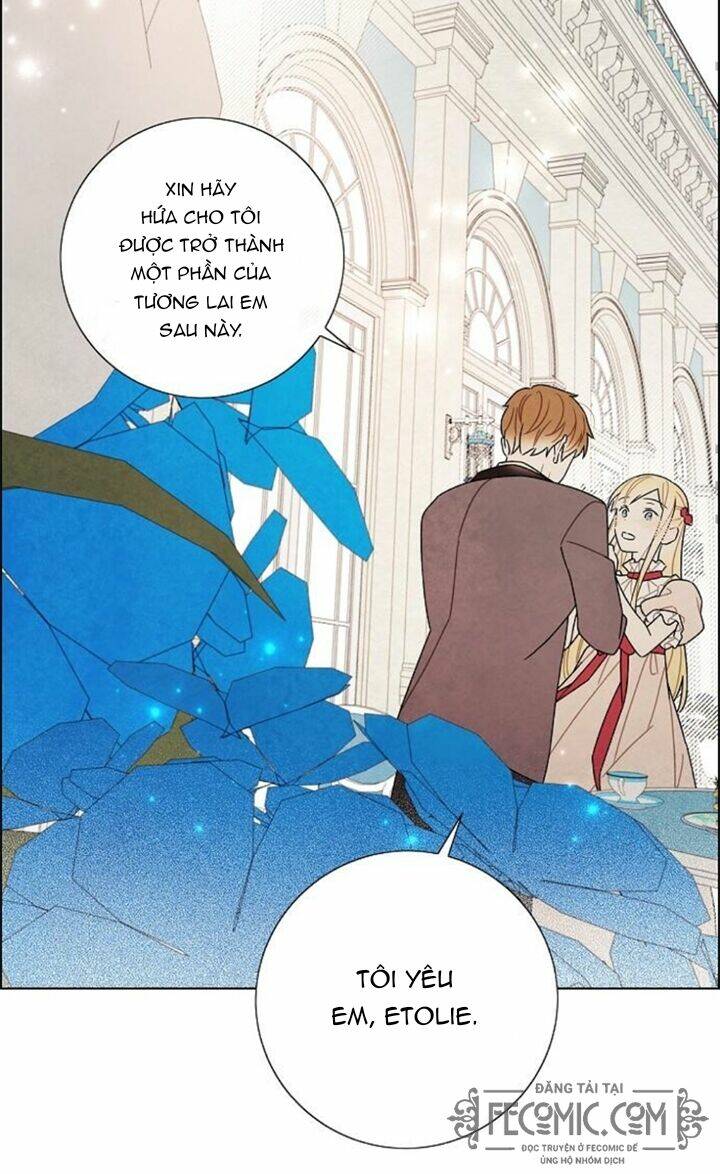 XIN HÃY
HỨA CHO TÔI
ĐƯỢC TRỞ THÀNH
MỘT PHẦN CỦA
TƯƠNG LAI EM
SAU NÀY.
TÔI YÊU
EM, ETOLIE.
ĐĂNG TẢI TẠI
FECOMIC.COM
ĐỌC TRUYỆN Ở FECOMIC ĐỂ
ỦNG HỘ NHÓM DỊCH